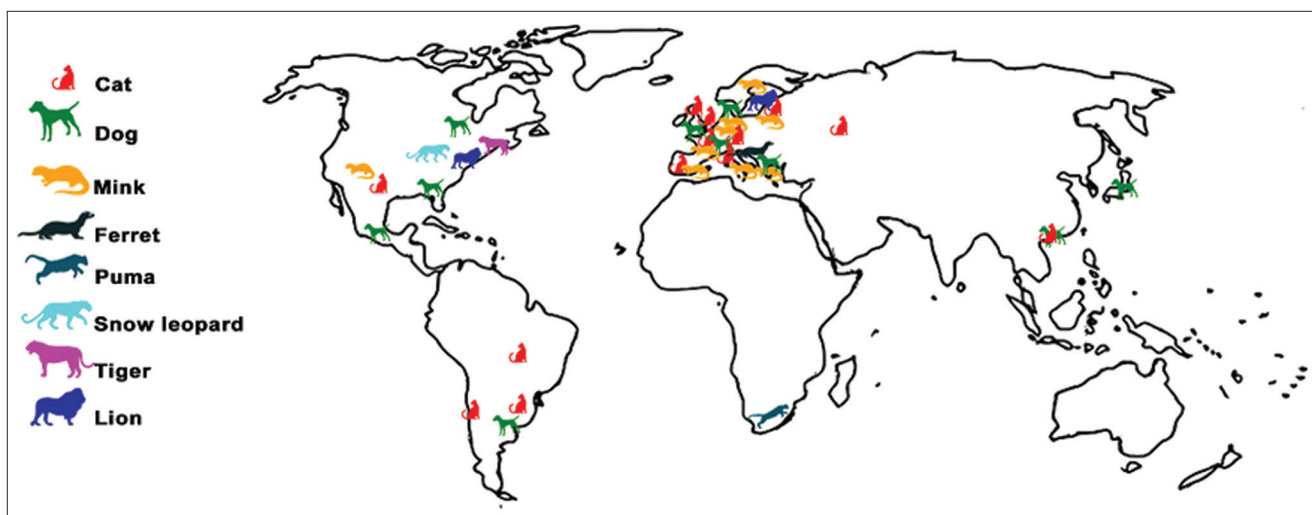 Cat
Dog
Mink
Ferret
Puma
Snow leopard
Tiger
Lion